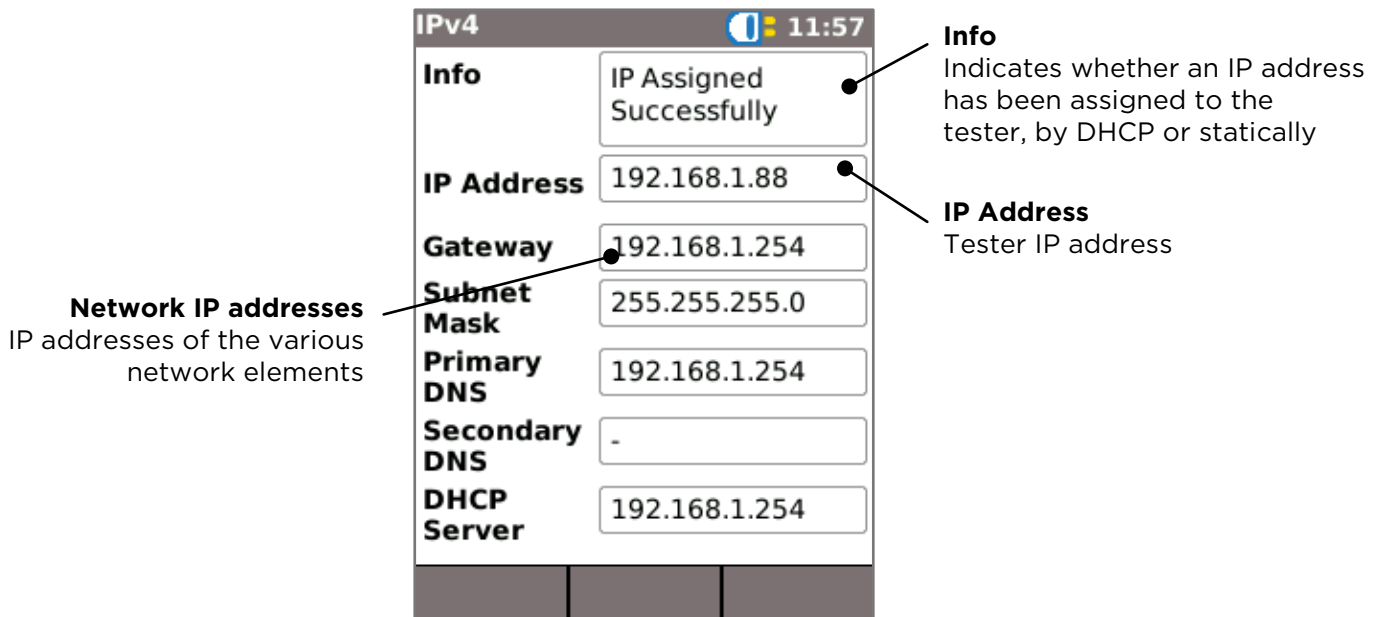 IPv4 11:57
Info
IP Assigned
Successfully
IP Address 192.168.1.88
Gateway 192.168.1.254
Subnet
Mask
255.255.255.0
Primary
DNS
192.168.1.254
Secondary
DNS
-
DHCP
Server
192.168.1.254
Info
Indicates whether an IP address
has been assigned to the
tester, by DHCP or statically
IP Address
Tester IP address
Network IP addresses
IP addresses of the various
network elements